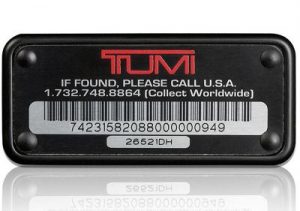 TUMI
IF FOUND, PLEASE CALL U.S.A.
1.732.748.8864 (Collect Worldwide)
74231582088000000949
26521DH